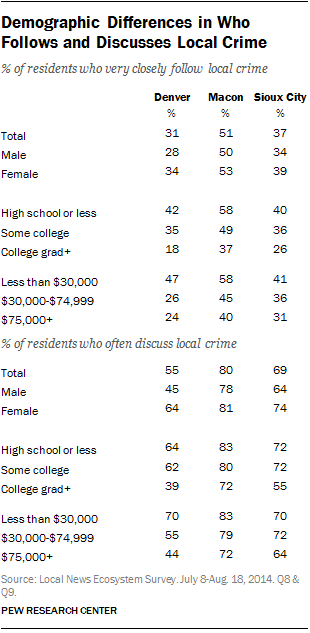 Demographic Differences in Who
Follows and Discusses Local Crime
% of residents who very closely follow local crime
Denver Macon Sioux City
% % %
Total 31 51 37
Male 28 50 34
Female 34 53 39
High school or less 42 58 40
Some college 35 49 36
College grad+ 18 37 26
Less than $30,000 47 58 41
$30,000-$74,999 26 45 36
$75,000+ 24 40 31
% of residents who often discuss local crime
Total 55 80 69
Male 45 78 64
Female 64 81 74
High school or less 64 83 72
Some college 62 80 72
College grad+ 39 72 55
Less than $30,000 70 83 70
$30,000-$74,999 55 79 72
$75,000+ 44 72 64
Source: Local News Ecosystem Survey. July 8-Aug. 18, 2014. Q8 &
Q9.
PEW RESEARCH CENTER